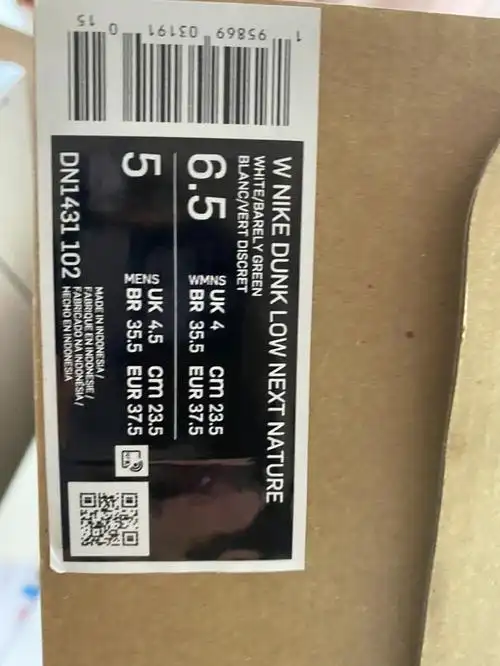 W NIKE DUNK LOW NEXT NATURE
WHITE/BARELY GREEN
BLANC/VERT DISCRET
6.5
WMNS
UK 4 cm 23.5
BR 35.5 EUR 37.5
5
MENS
UK 4.5 cm 23.5
BR 35.5 EUR 37.5
DN1431 102
MADE IN INDONESIA /
FABRIQUE EN INDONESIE /
FABRICADO NA INDONÉSIA /
HECHO EN INDONESIA
1 95869 03191 0 15